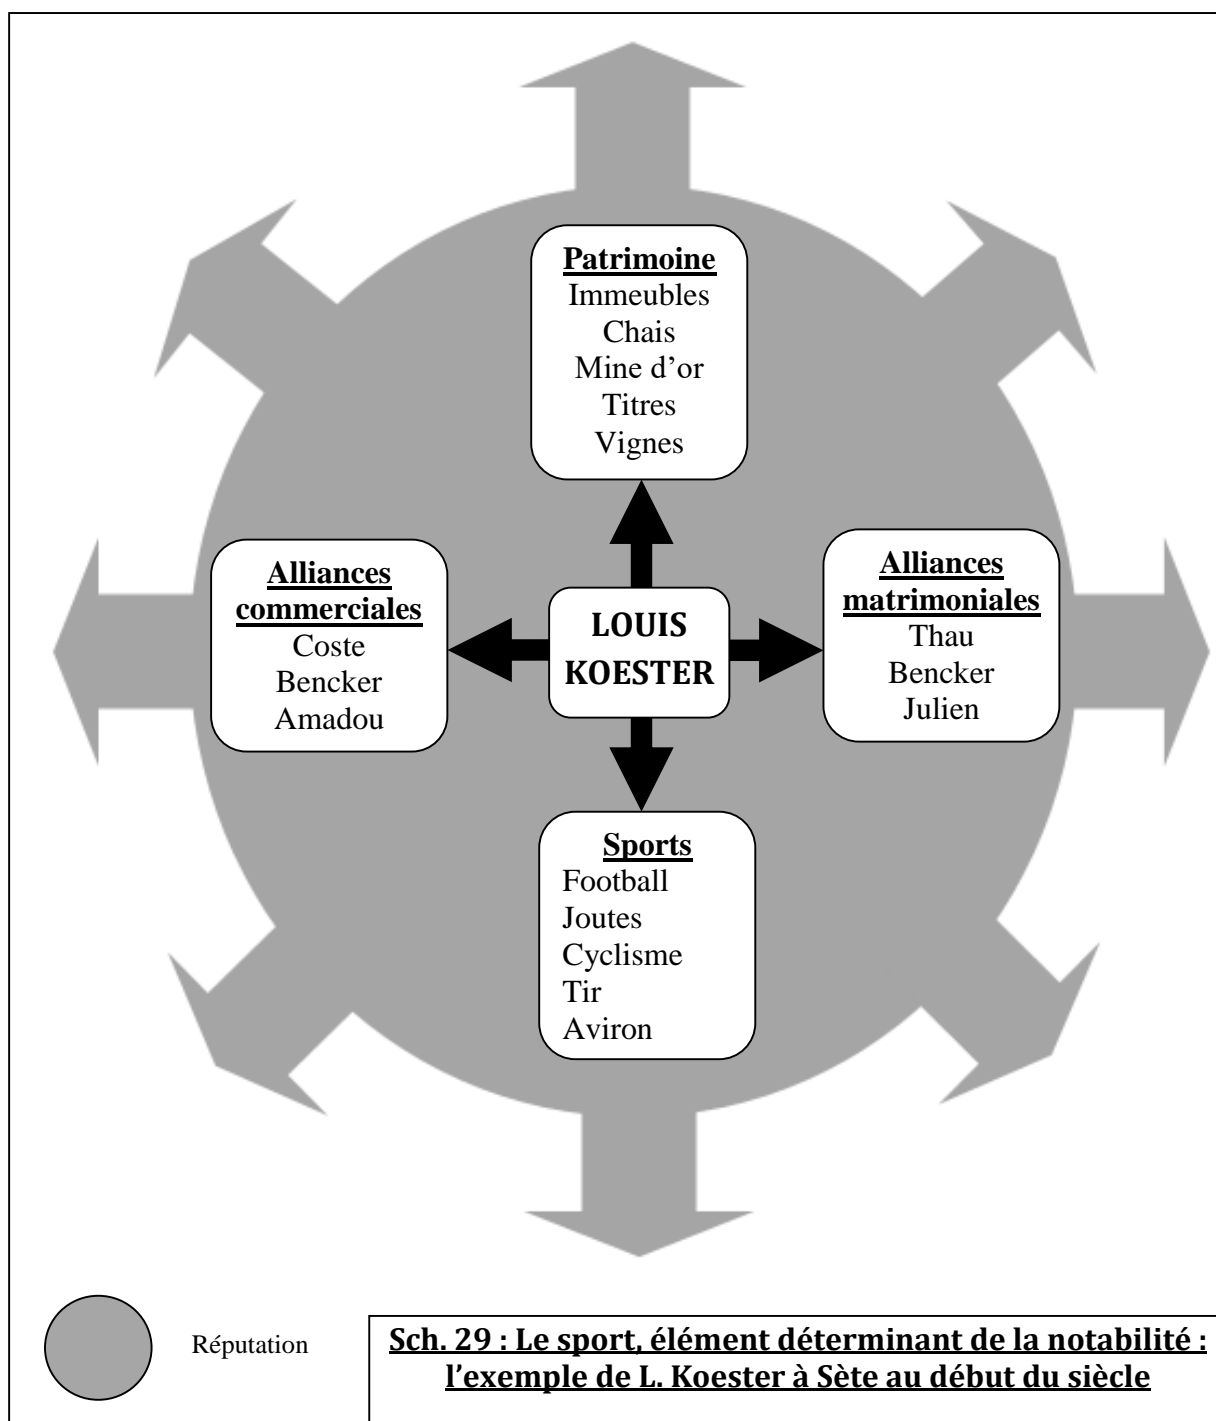 Patrimoine
Immeubles
Chais
Mine d’or
Titres
Vignes
Alliances
commerciales
Coste
Bencker
Amadou
LOUIS
KOESTER
Alliances
matrimoniales
Thau
Bencker
Julien
Sports
Football
Joutes
Cyclisme
Tir
Aviron
Réputation
Sch. 29 : Le sport, élément déterminant de la notabilité :
l’exemple de L. Koester à Sète au début du siècle